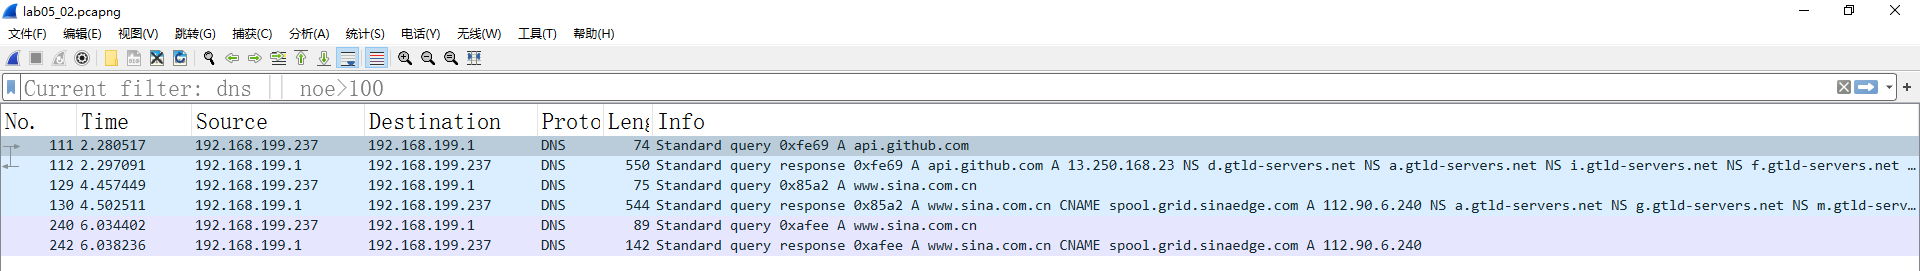 lab05_02.pcapng
文件(F) 编辑(E) 视图(V) 跳转(G) 捕获(C) 分析(A) 统计(S) 电话(Y) 无线(W) 工具(T) 帮助(H)
Current filter: dns || noe>100
No. Time Source Destination Proto Leng Info
111 2.280517 192.168.199.237 192.168.199.1 DNS 74 Standard query 0xfe69 A api.github.com
112 2.297091 192.168.199.1 192.168.199.237 DNS 550 Standard query response 0xfe69 A api.github.com A 13.250.168.23 NS d.gtld-servers.net NS a.gtld-servers.net NS i.gtld-servers.net NS f.gtld-servers.net …
129 4.457449 192.168.199.237 192.168.199.1 DNS 75 Standard query 0x85a2 A www.sina.com.cn
130 4.502511 192.168.199.1 192.168.199.237 DNS 544 Standard query response 0x85a2 A www.sina.com.cn CNAME spool.grid.sinaedge.com A 112.90.6.240 NS a.gtld-servers.net NS g.gtld-servers.net NS m.gtld-serv…
240 6.034402 192.168.199.237 192.168.199.1 DNS 89 Standard query 0xafee A www.sina.com.cn
242 6.038236 192.168.199.1 192.168.199.237 DNS 142 Standard query response 0xafee A www.sina.com.cn CNAME spool.grid.sinaedge.com A 112.90.6.240